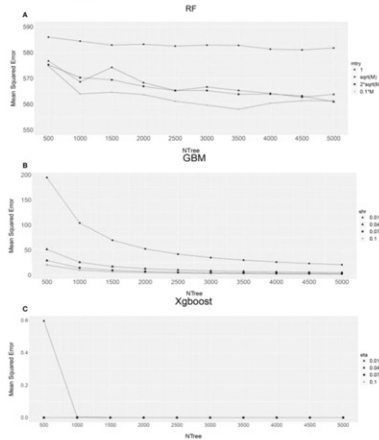 RF
A
590
580
570
560
550
Mean Squared Error
500 1000 1500 2000 2500 3000 3500 4000 4500 5000
NTree
mtry
1
sqrt(M)
2*sqrt(M
0.1*M
GBM
B
200
150
100
50
0
Mean Squared Error
500 1000 1500 2000 2500 3000 3500 4000 4500 5000
NTree
shr
0.01
0.04
0.07
0.1
Xgboost
C
0.6
0.4
0.2
0.0
Mean Squared Error
500 1000 1500 2000 2500 3000 3500 4000 4500 5000
NTree
eta
0.01
0.04
0.07
0.1